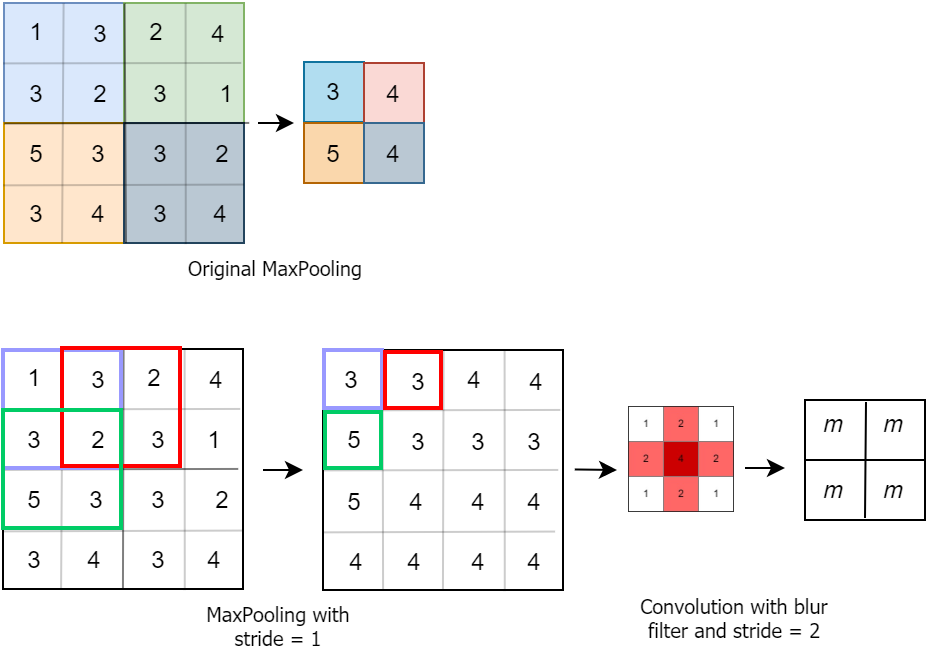 1 3 2 4
3 2 3 1
3 4
5 3 3 2
5 4
3 4 3 4
Original MaxPooling
1 3 2 4
3 3 4 4
3 2 3 1
5 3 3 3
5 3 3 2
5 4 4 4
3 4 3 4
4 4 4 4
1 2 1
2 4 2
1 2 1
m m
m m
MaxPooling with
stride = 1
Convolution with blur
filter and stride = 2